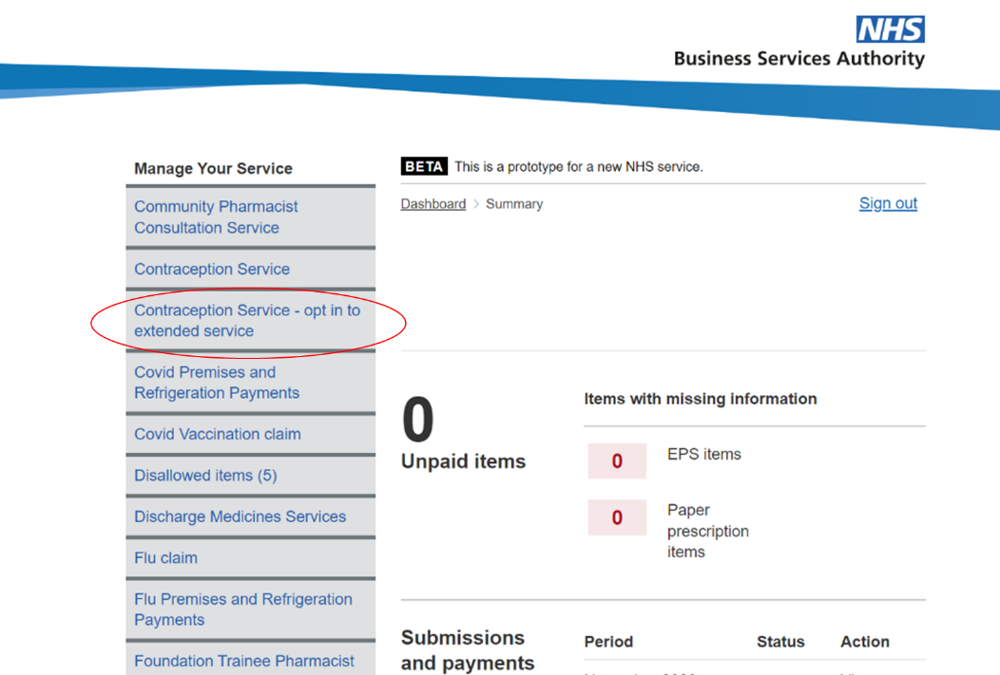 NHS
Business Services Authority
Manage Your Service
Community Pharmacist
Consultation Service
Contraception Service
Contraception Service - opt in to
extended service
Covid Premises and
Refrigeration Payments
Covid Vaccination claim
Disallowed items (5)
Discharge Medicines Services
Flu claim
Flu Premises and Refrigeration
Payments
Foundation Trainee Pharmacist
BETA This is a prototype for a new NHS service.
Dashboard > Summary
Sign out
0
Unpaid items
Items with missing information
0 EPS items
0 Paper
prescription
items
Submissions
and payments
Period Status Action